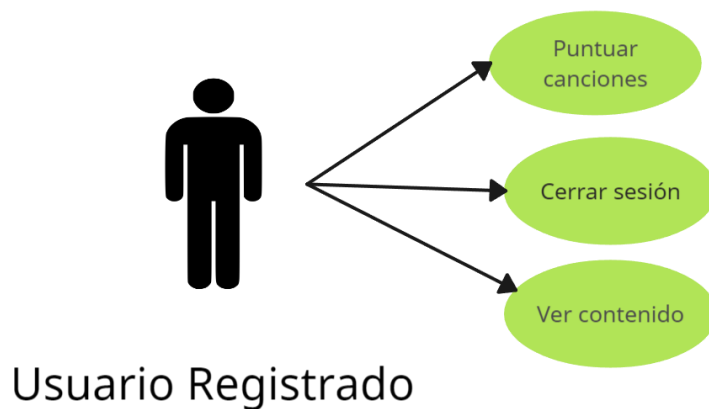 Puntuar
canciones
Cerrar sesión
Ver contenido
Usuario Registrado